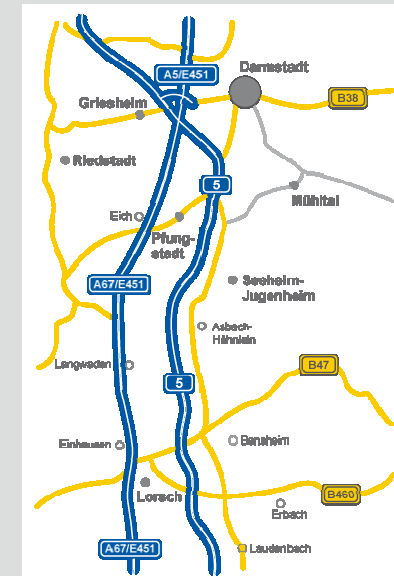 A5/E451
Darmstadt
B38
Griesheim
Riedstadt
5
Mühltal
Eich
Pfung-
stadt
A67/E451
Seeheim-
Jugenheim
Asbach-
Hähnlein
Langwaden
B47
5
Einhausen
Bensheim
Lorsch
B460
Erbach
A67/E451
Laudenbach